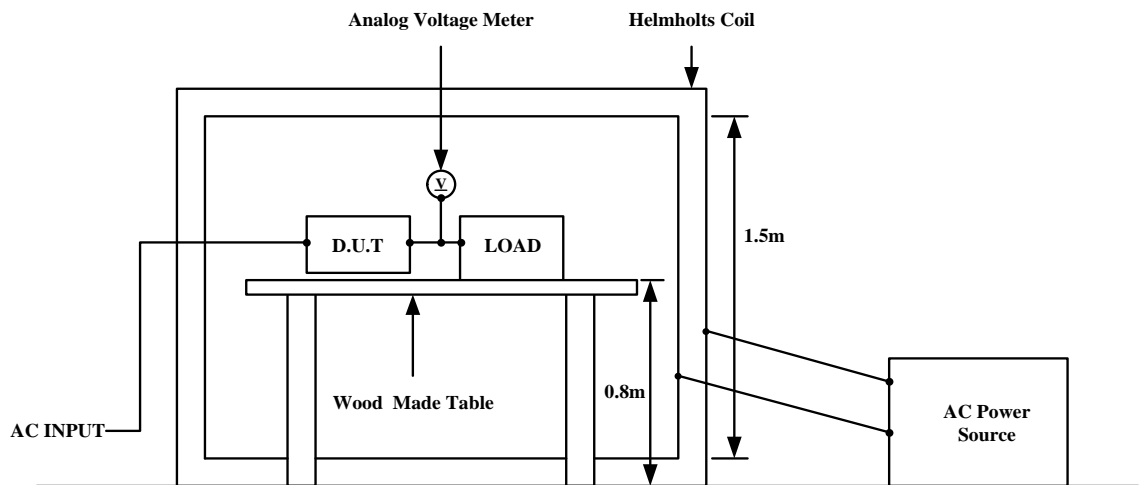 Analog Voltage Meter
Helmholts Coil
V
D.U.T
LOAD
1.5m
0.8m
Wood Made Table
AC INPUT
AC Power
Source